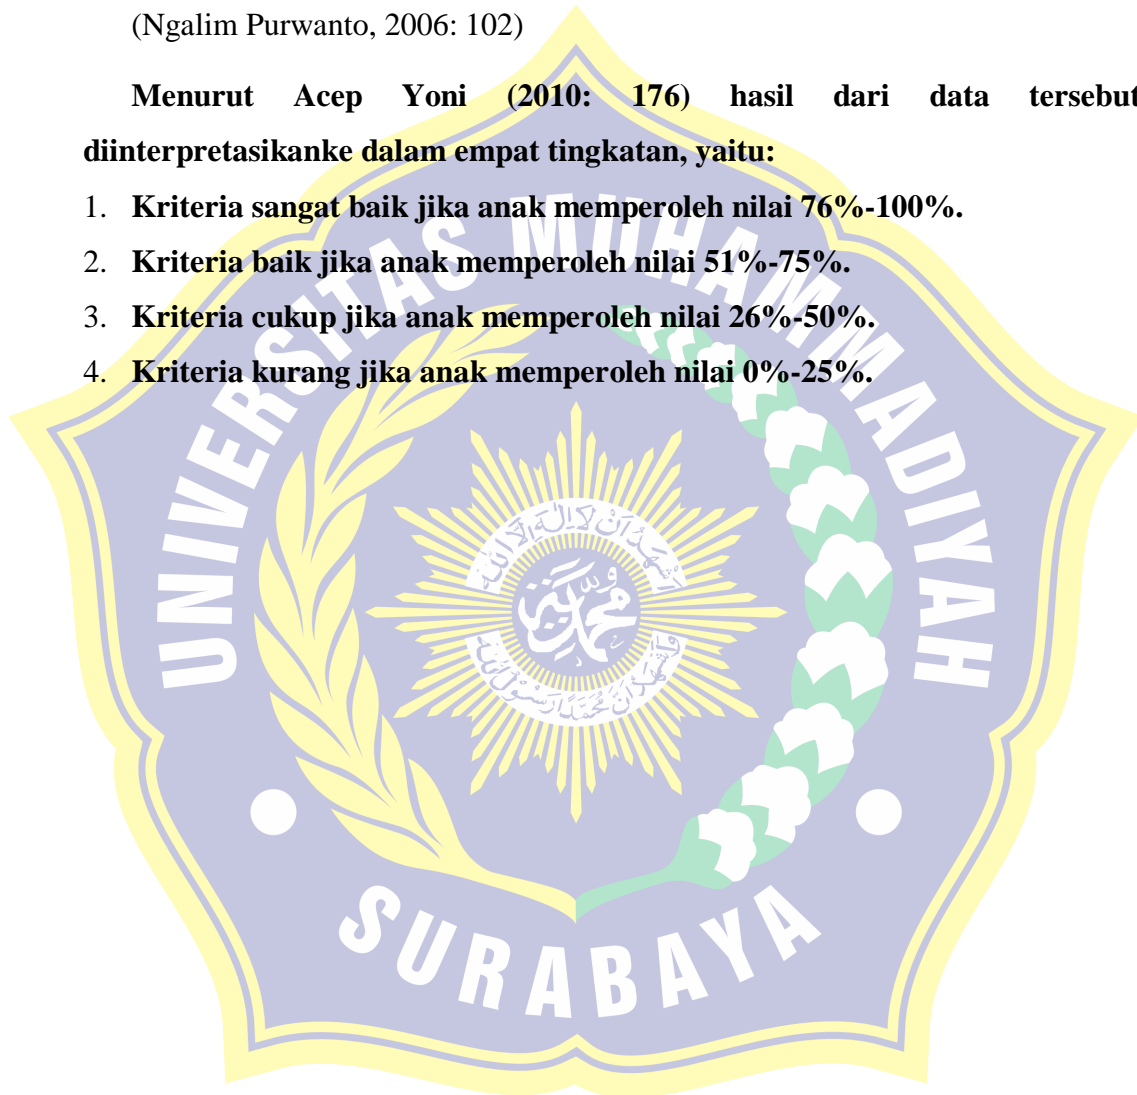 (Ngalim Purwanto, 2006: 102)
Menurut Acep Yoni (2010: 176) hasil dari data tersebut
diinterpretasikanke dalam empat tingkatan, yaitu:
1. Kriteria sangat baik jika anak memperoleh nilai 76%-100%.
2. Kriteria baik jika anak memperoleh nilai 51%-75%.
3. Kriteria cukup jika anak memperoleh nilai 26%-50%.
4. Kriteria kurang jika anak memperoleh nilai 0%-25%.
UNIVERSITAS MUHAMMADIYAH
SURABAYA